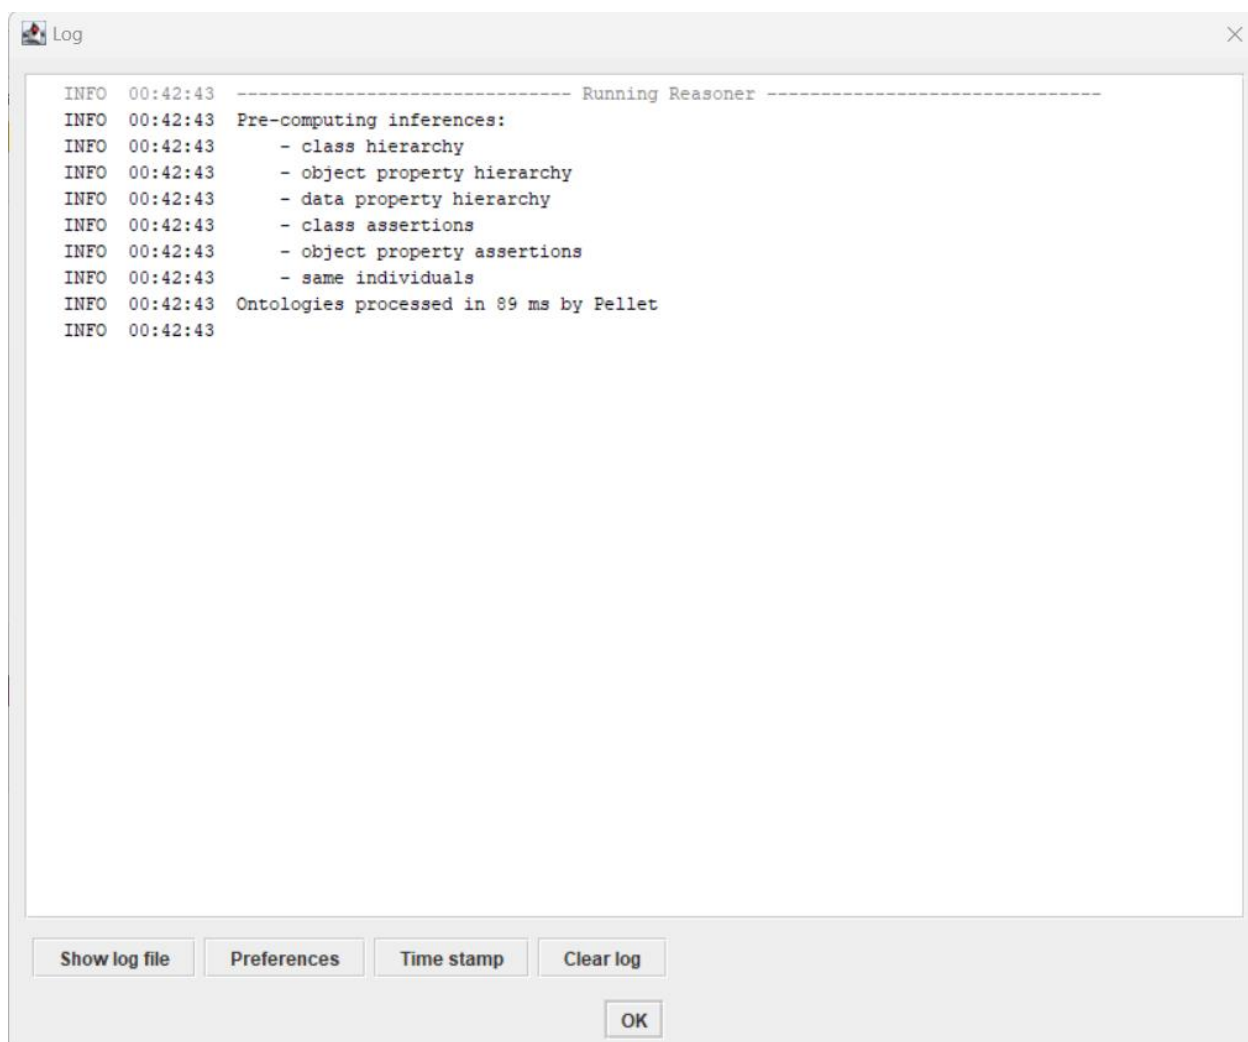 Log
INFO 00:42:43 ------------------------------- Running Reasoner -------------------------------
INFO 00:42:43 Pre-computing inferences:
INFO 00:42:43     - class hierarchy
INFO 00:42:43     - object property hierarchy
INFO 00:42:43     - data property hierarchy
INFO 00:42:43     - class assertions
INFO 00:42:43     - object property assertions
INFO 00:42:43     - same individuals
INFO 00:42:43 Ontologies processed in 89 ms by Pellet
INFO 00:42:43
Show log file Preferences Time stamp Clear log
OK